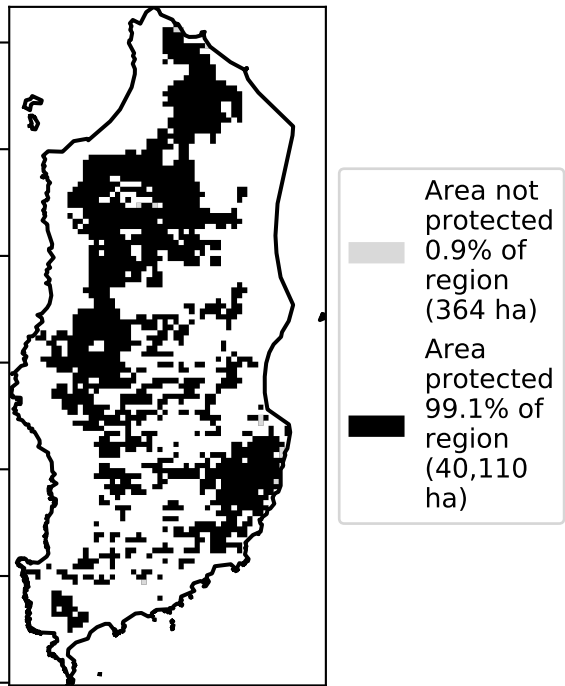 Area not
protected
0.9% of
region
(364 ha)
Area
protected
99.1% of
region
(40,110
ha)